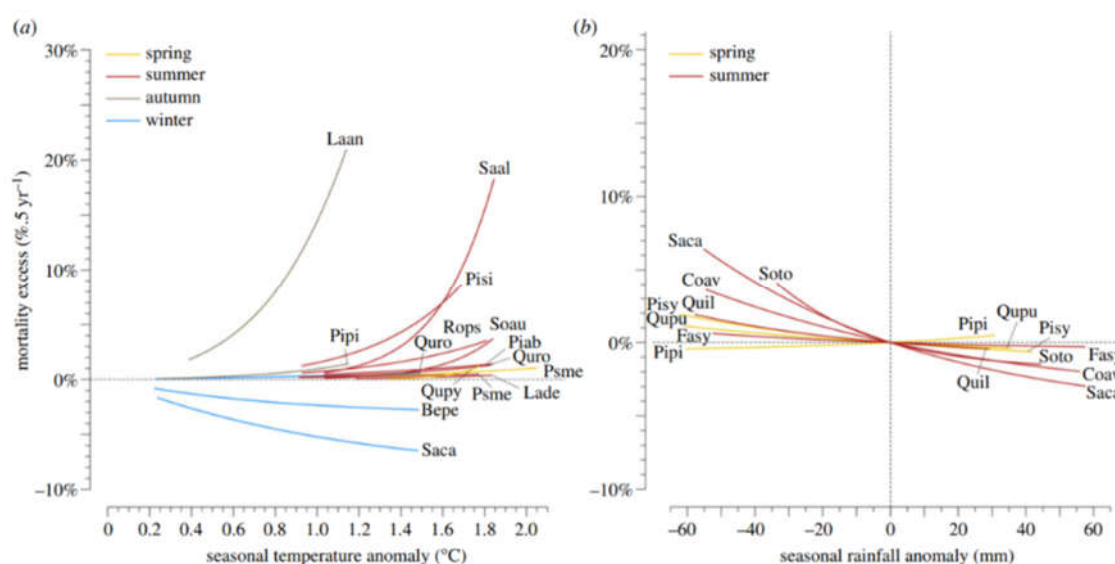 (a)
30%
20%
10%
0%
–10%
mortality excess (%.5 yr⁻¹)
spring
summer
autumn
winter
Laan
Saal
Pisi
Pipi
Rops
Soau
Quro
Piab
Quro
Psme
Qupy
Psme
Lade
Bepe
Saca
0 0.2 0.4 0.6 0.8 1.0 1.2 1.4 1.6 1.8 2.0
seasonal temperature anomaly (°C)
(b)
20%
10%
0%
–10%
spring
summer
Saca
Soto
Coav
Pisy
Quil
Qupu
Fasy
Pipi
Pipi
Qupu
Pisy
Soto
Quil
Fasy
Coav
Saca
–60 –40 –20 0 20 40 60
seasonal rainfall anomaly (mm)